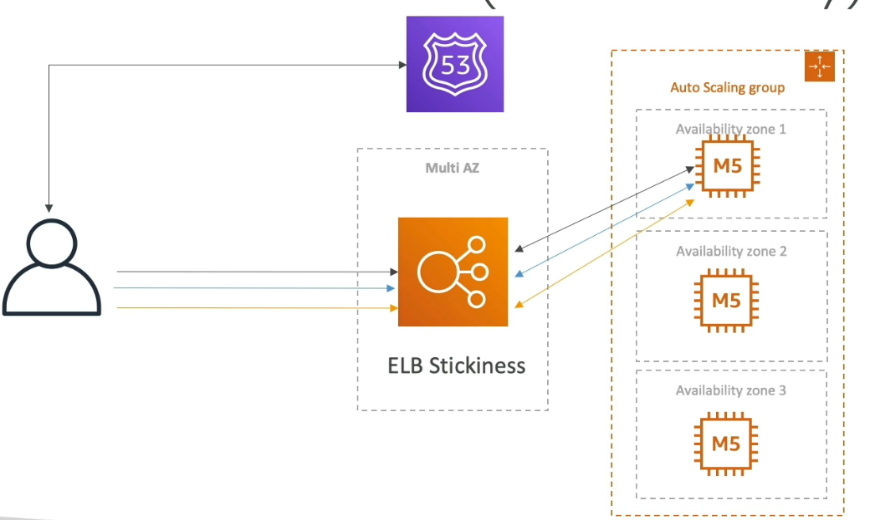 53
Auto Scaling group
Availability zone 1
M5
Multi AZ
Availability zone 2
M5
ELB Stickiness
Availability zone 3
M5